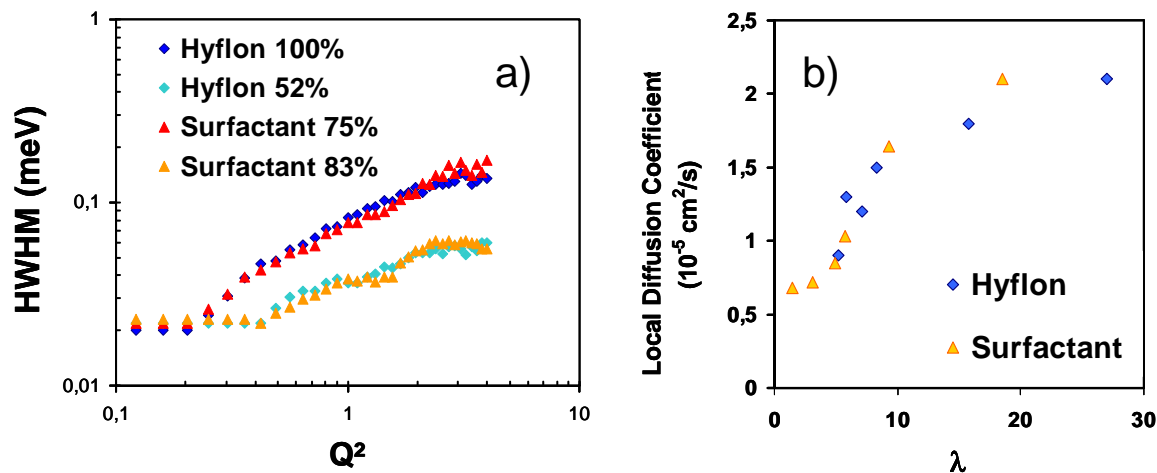 a)
Hyflon 100%
Hyflon 52%
Surfactant 75%
Surfactant 83%
HWHM (meV)
1
0,1
0,01
0,1
1
10
Q²
b)
Local Diffusion Coefficient
(10⁻⁵ cm²/s)
2,5
2
1,5
1
0,5
0
0
10
20
30
Hyflon
Surfactant
λ